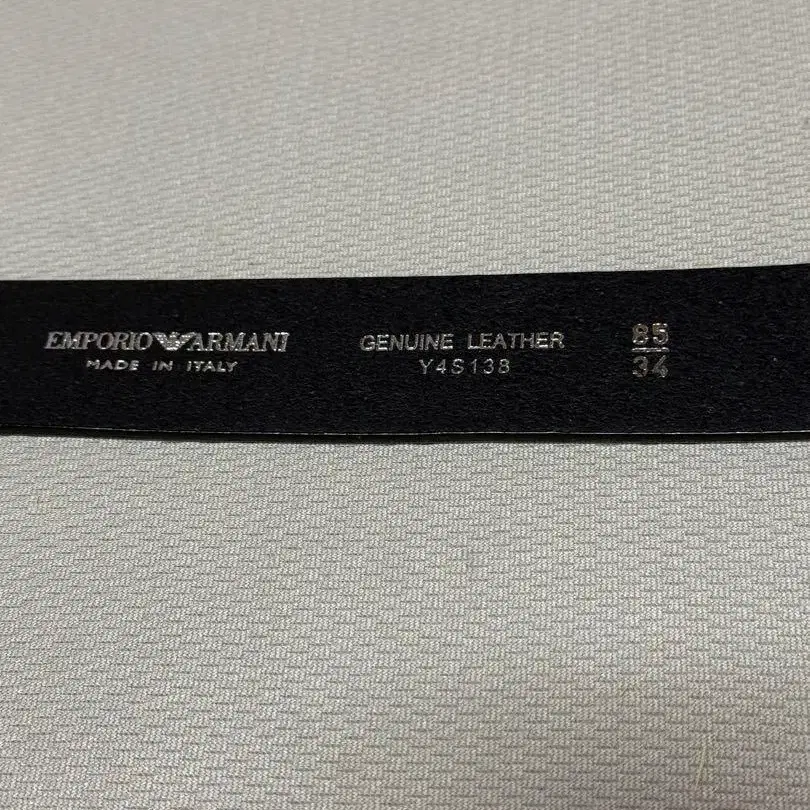 EMPORIO ARMANI
MADE IN ITALY
GENUINE LEATHER
Y4S138
85
34